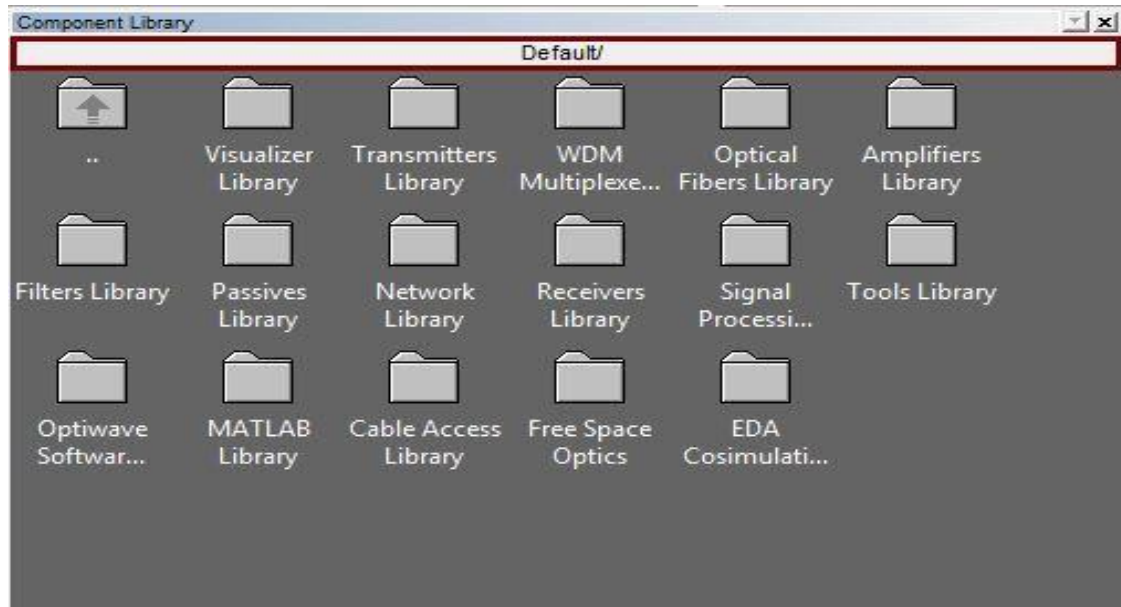 Component Library
Default/
..
Visualizer
Library
Transmitters
Library
WDM
Multiplexe...
Optical
Fibers Library
Amplifiers
Library
Filters Library
Passives
Library
Network
Library
Receivers
Library
Signal
Processi...
Tools Library
Optiwave
Softwar...
MATLAB
Library
Cable Access
Library
Free Space
Optics
EDA
Cosimulati...